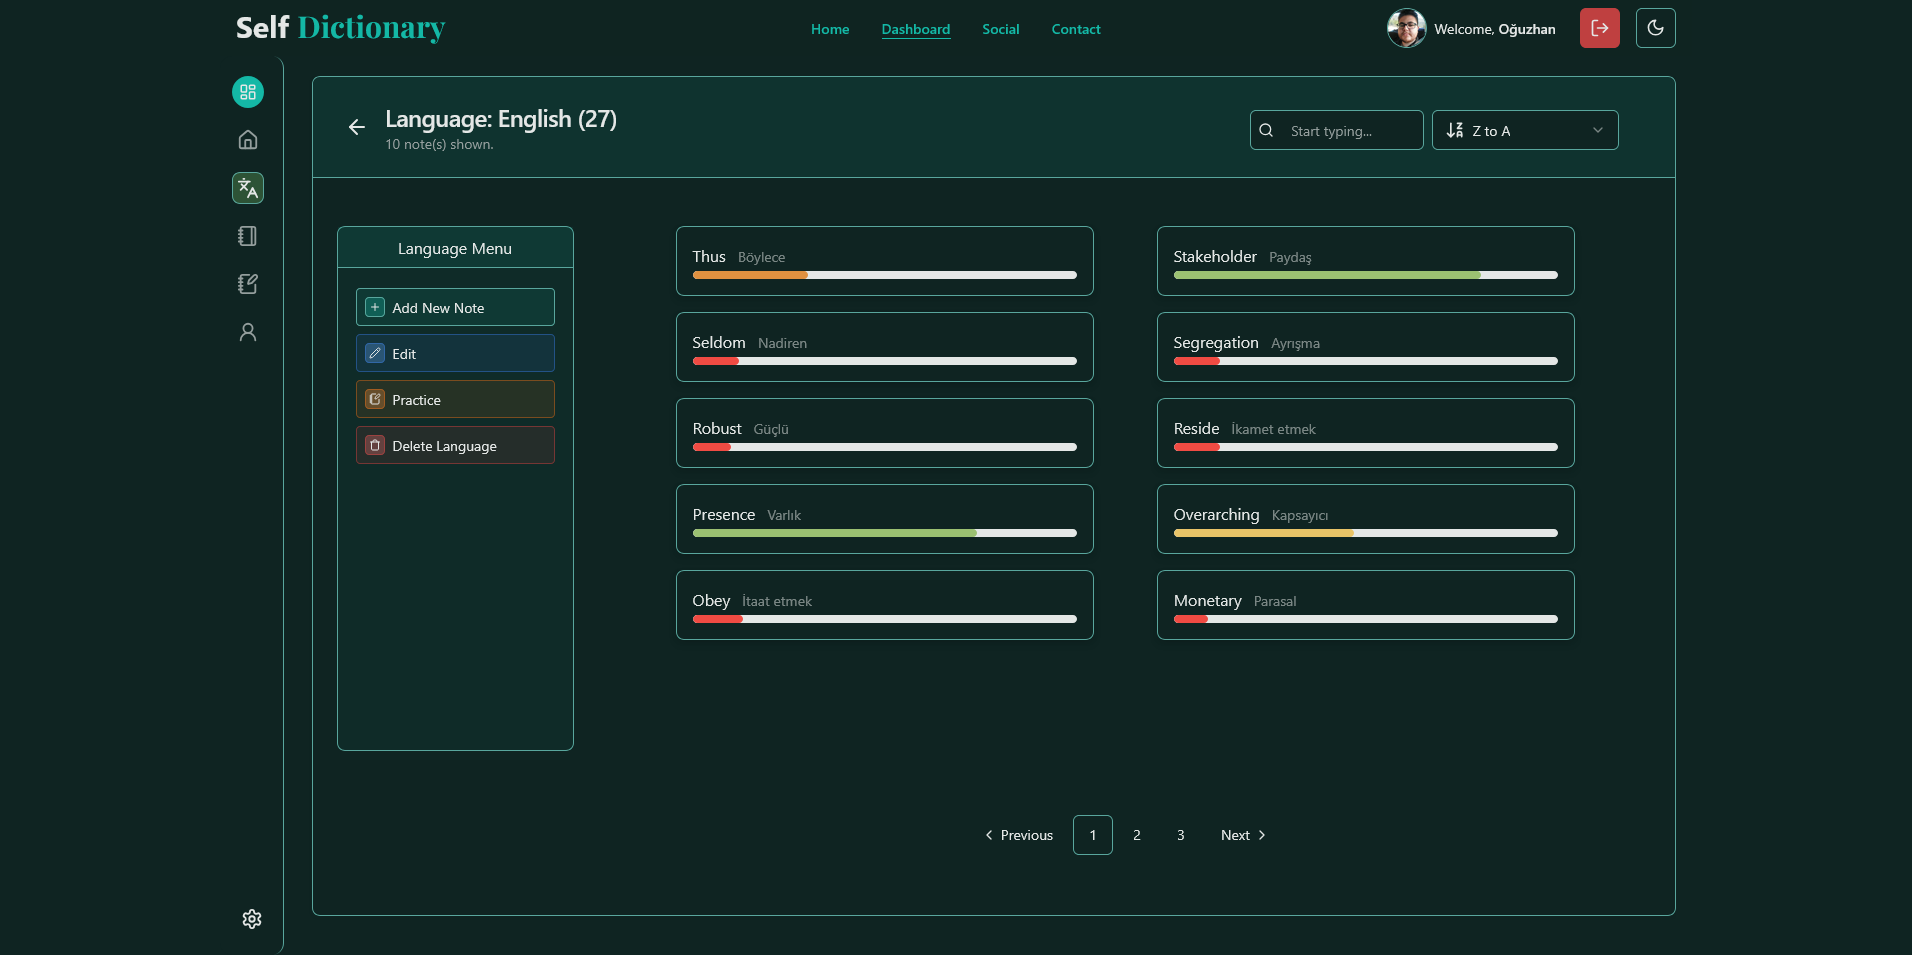 Self Dictionary
Home Dashboard Social Contact
Welcome, Oğuzhan
Language: English (27)
10 note(s) shown.
Start typing...
Z to A
Language Menu
Add New Note
Edit
Practice
Delete Language
Thus Böylece
Stakeholder Paydaş
Seldom Nadiren
Segregation Ayrışma
Robust Güçlü
Reside İkamet etmek
Presence Varlık
Overarching Kapsayıcı
Obey İtaat etmek
Monetary Parasal
Previous 1 2 3 Next